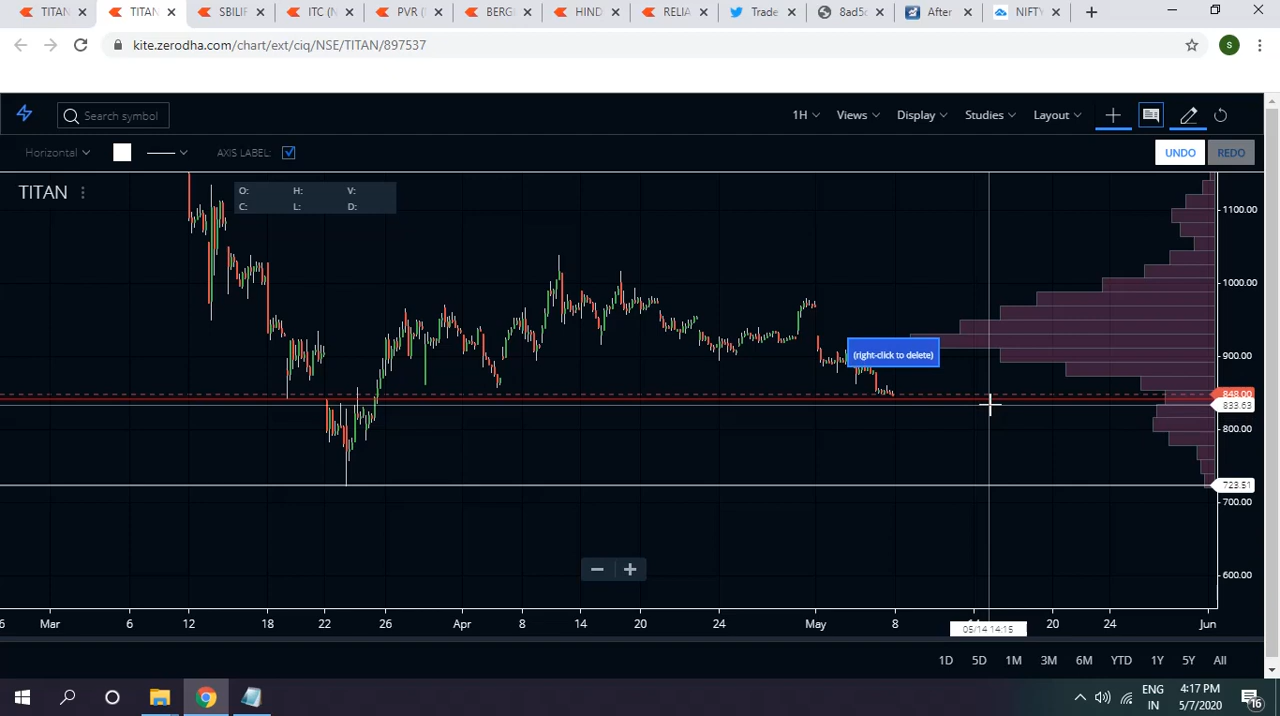 TITAN
TITAN
SBILIF
ITC (N
PVR (
BERG
HIND
RELIA
Trade
8ad5c
After
NIFTY
kite.zerodha.com/chart/ext/ciq/NSE/TITAN/897537
S
Search symbol
1H
Views
Display
Studies
Layout
Horizontal
AXIS LABEL:
UNDO
REDO
TITAN
O: H: V:
C: L: D:
1100.00
1000.00
900.00
(right-click to delete)
848.00
833.63
800.00
723.51
700.00
600.00
6 Mar 6 12 18 22 26 Apr 8 14 20 24 May 8 20 24 Jun
05/14 14:15
1D 5D 1M 3M 6M YTD 1Y 5Y All
ENG
IN
4:17 PM
5/7/2020
16